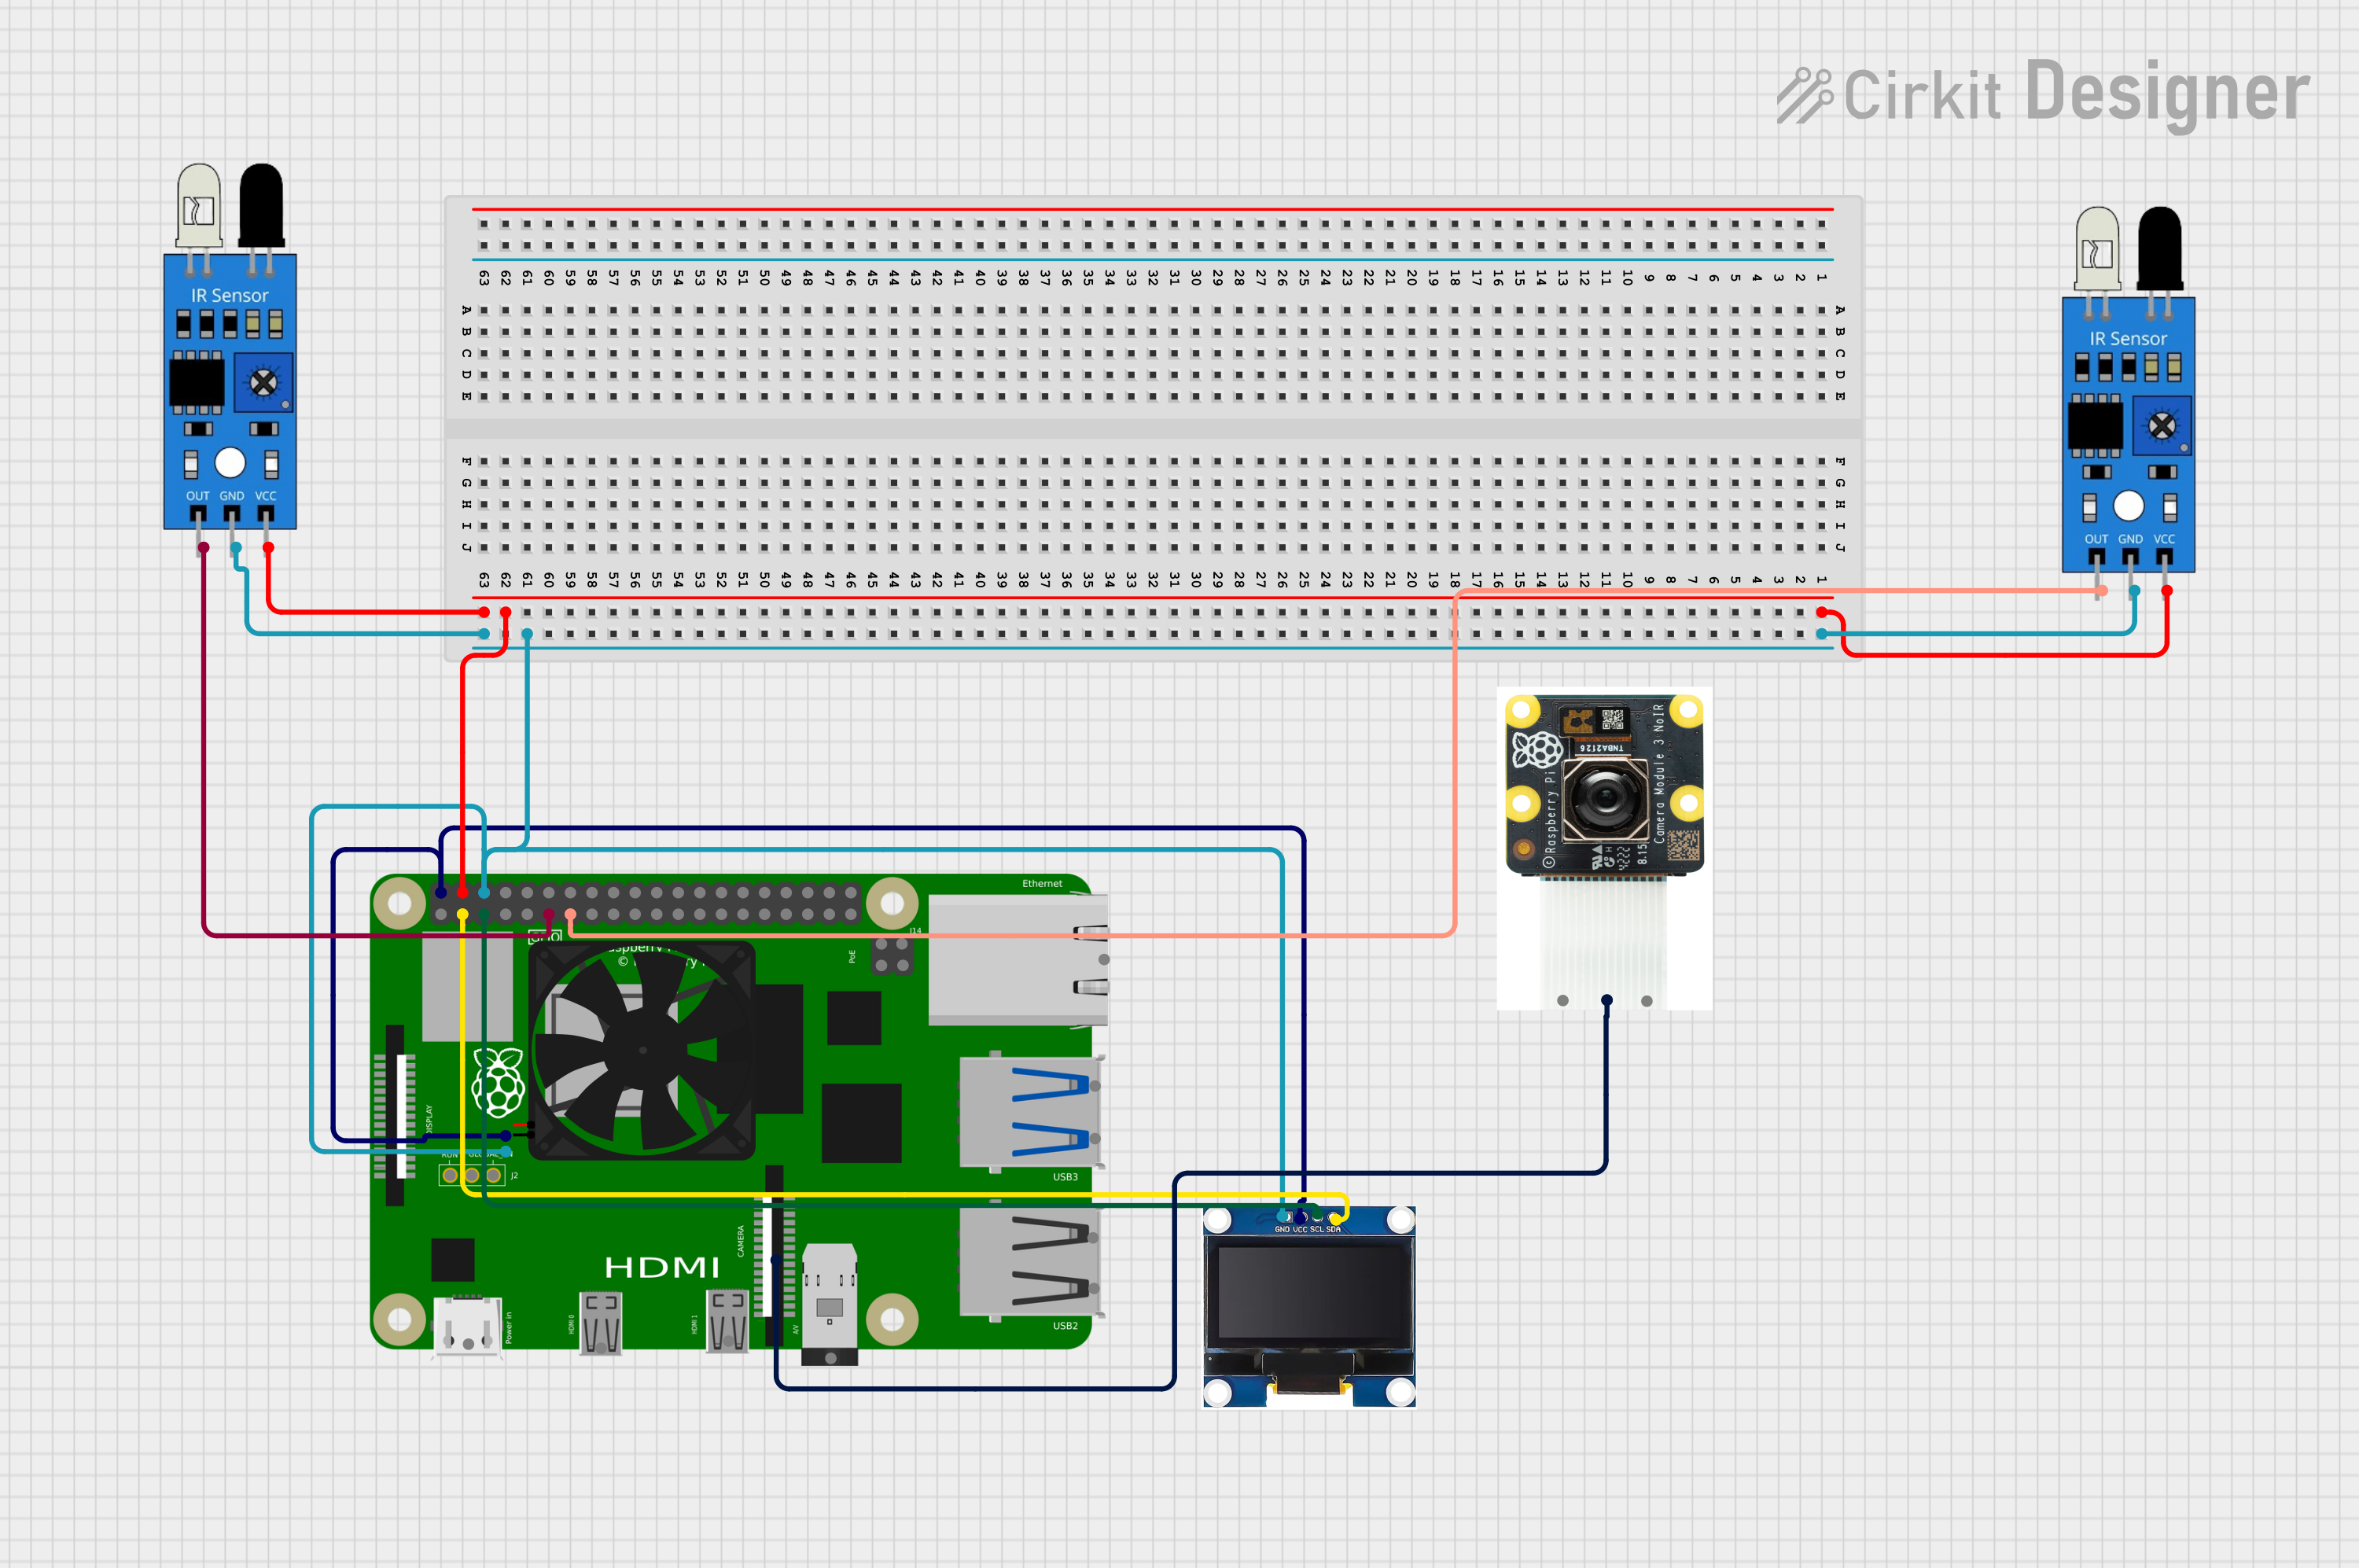 Cirkit Designer
63 62 61 60 59 58 57 56 55 54 53 52 51 50 49 48 47 46 45 44 43 42 41 40 39 38 37 36 35 34 33 32 31 30 29 28 27 26 25 24 23 22 21 20 19 18 17 16 15 14 13 12 11 10 9 8 7 6 5 4 3 2 1
IR Sensor
IR Sensor
A A
B B
C C
D D
E E
F F
G G
H H
I I
J J
OUT GND VCC
OUT GND VCC
63 62 61 60 59 58 57 56 55 54 53 52 51 50 49 48 47 46 45 44 43 42 41 40 39 38 37 36 35 34 33 32 31 30 29 28 27 26 25 24 23 22 21 20 19 18 17 16 15 14 13 12 11 10 9 8 7 6 5 4 3 2 1
TNBA2126
© Raspberry Pi
Camera Module 3 NoIR
8.15
Ethernet
J14
PoE
©
DISPLAY
RUN
J2
USB3
CAMERA
HDMI
GND VCC SCL SDA
Power in
HDMI 0
HDMI 1
A/V
USB2